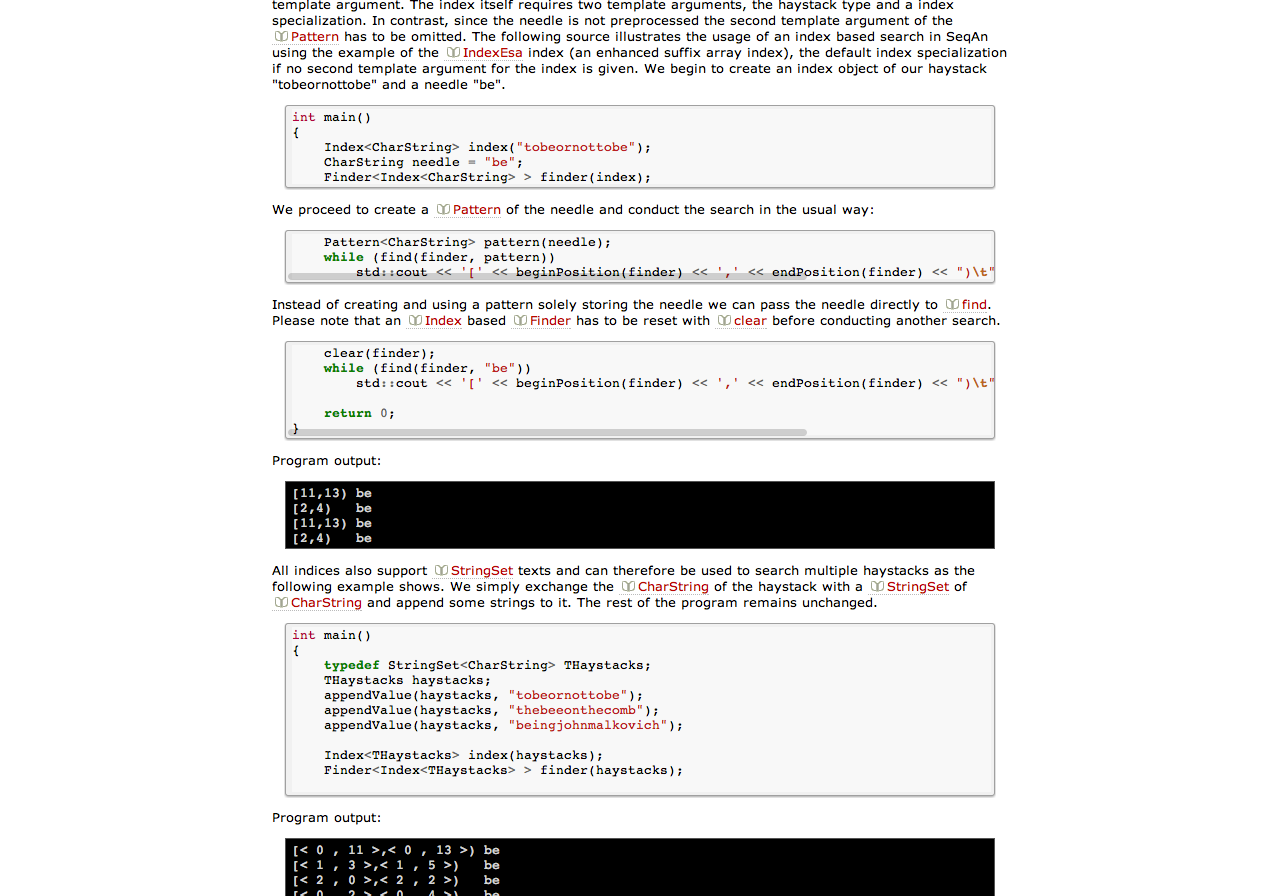 template argument. The index itself requires two template arguments, the haystack type and a index
specialization. In contrast, since the needle is not preprocessed the second template argument of the
Pattern has to be omitted. The following source illustrates the usage of an index based search in SeqAn
using the example of the IndexEsa index (an enhanced suffix array index), the default index specialization
if no second template argument for the index is given. We begin to create an index object of our haystack
"tobeornottobe" and a needle "be".
int main()
{
    Index<CharString> index("tobeornottobe");
    CharString needle = "be";
    Finder<Index<CharString> > finder(index);
We proceed to create a Pattern of the needle and conduct the search in the usual way:
    Pattern<CharString> pattern(needle);
    while (find(finder, pattern))
        std::cout << '[' << beginPosition(finder) << ',' << endPosition(finder) << ")\t"
Instead of creating and using a pattern solely storing the needle we can pass the needle directly to find.
Please note that an Index based Finder has to be reset with clear before conducting another search.
    clear(finder);
    while (find(finder, "be"))
        std::cout << '[' << beginPosition(finder) << ',' << endPosition(finder) << ")\t"
    return 0;
}
Program output:
[11,13) be
[2,4)   be
[11,13) be
[2,4)   be
All indices also support StringSet texts and can therefore be used to search multiple haystacks as the
following example shows. We simply exchange the CharString of the haystack with a StringSet of
CharString and append some strings to it. The rest of the program remains unchanged.
int main()
{
    typedef StringSet<CharString> THaystacks;
    THaystacks haystacks;
    appendValue(haystacks, "tobeornottobe");
    appendValue(haystacks, "thebeeonthecomb");
    appendValue(haystacks, "beingjohnmalkovich");
    Index<THaystacks> index(haystacks);
    Finder<Index<THaystacks> > finder(haystacks);
Program output:
[< 0 , 11 >,< 0 , 13 >) be
[< 1 , 3 >,< 1 , 5 >)   be
[< 2 , 0 >,< 2 , 2 >)   be
[< 0 , 2 >,< 0 , 4 >)   be